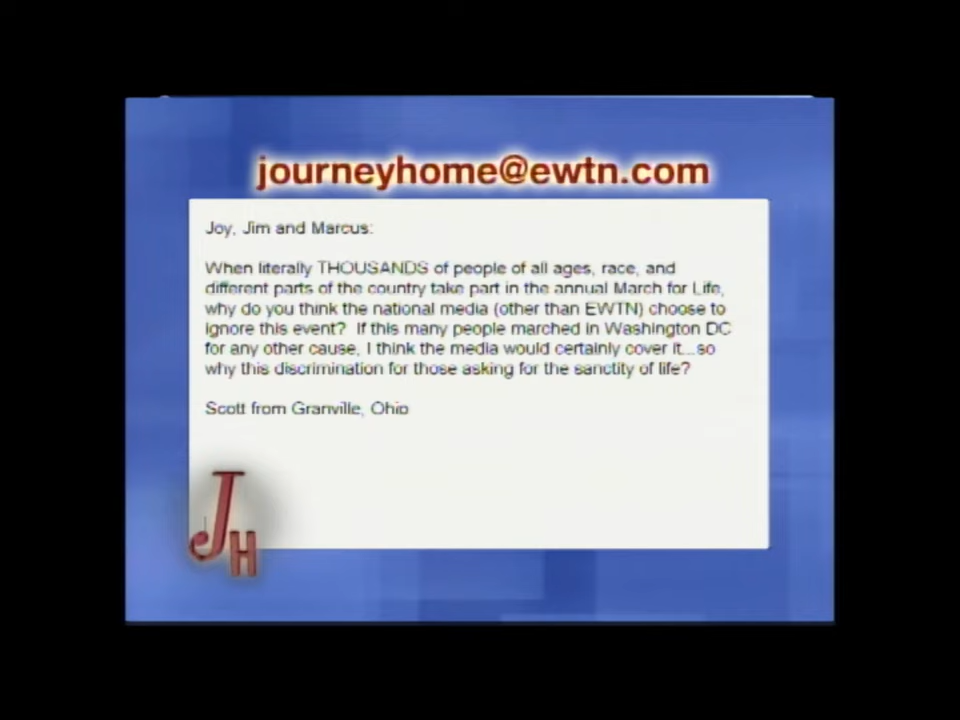 journeyhome@ewtn.com
Joy, Jim and Marcus:
When literally THOUSANDS of people of all ages, race, and
different parts of the country take part in the annual March for Life,
why do you think the national media (other than EWTN) choose to
ignore this event? If this many people marched in Washington DC
for any other cause, I think the media would certainly cover it...so
why this discrimination for those asking for the sanctity of life?
Scott from Granville, Ohio
JH